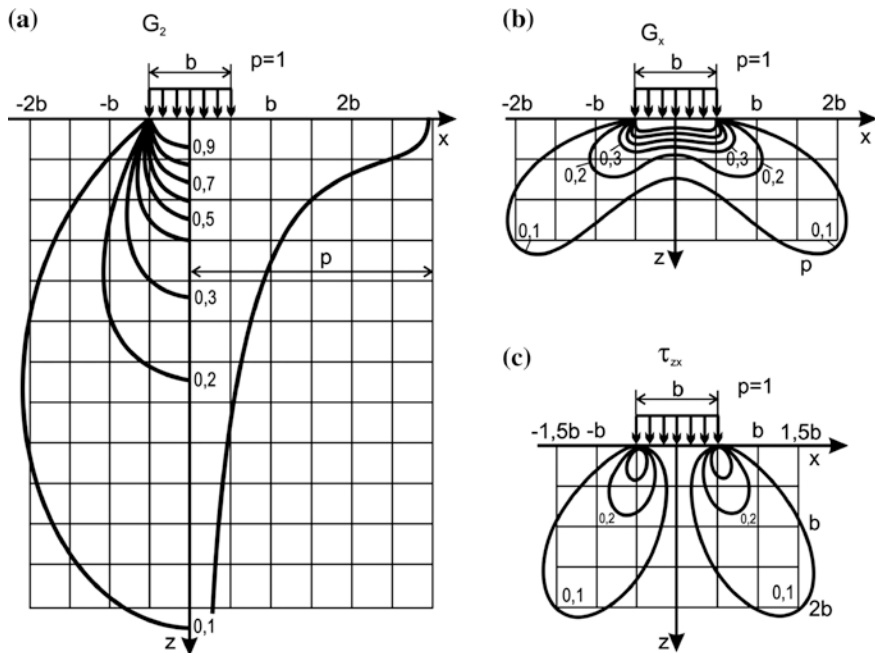 (a)
G₂
b p=1
-2b -b b 2b
x
0,9
0,7
0,5
p
0,3
0,2
0,1
z
(b)
Gₓ
b p=1
-2b -b b 2b
x
0,3 0,3
0,2 0,2
0,1 0,1
z p
(c)
τzx
b p=1
-1,5b -b b 1,5b
x
0,2 0,2
b
0,1 0,1
2b
z